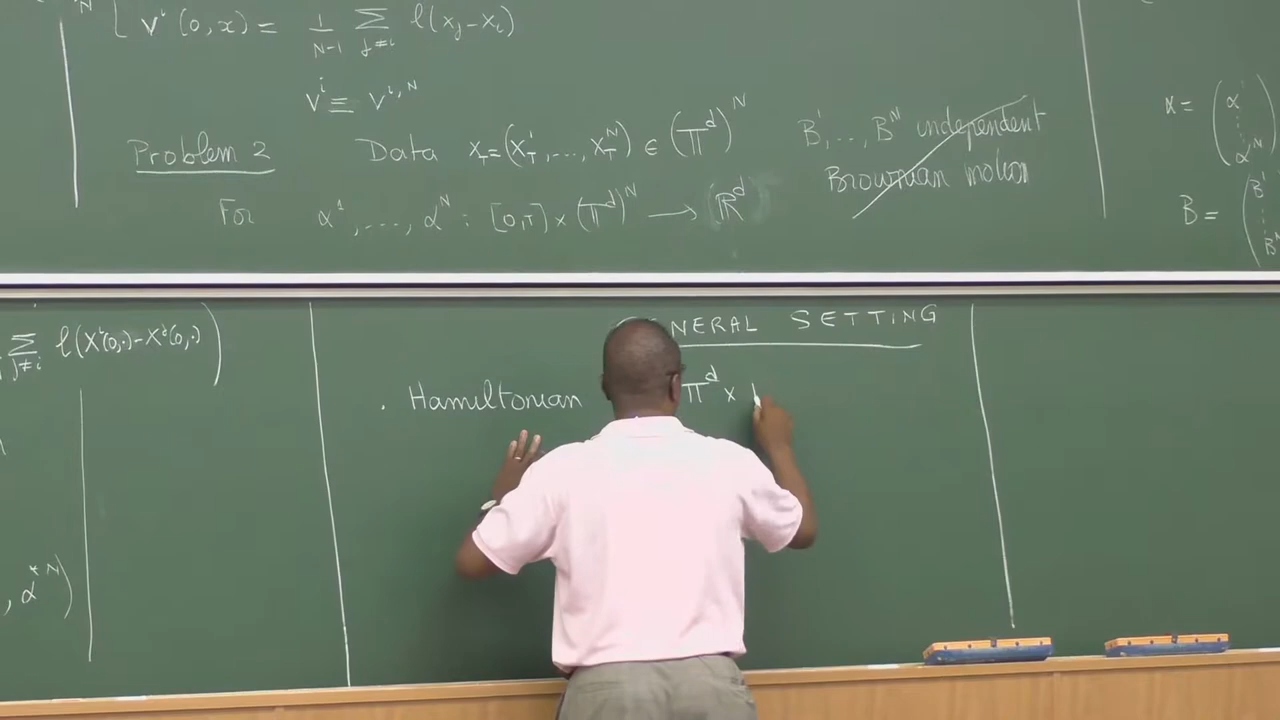 V^i(0,x) = 1/(N-1) Σ_{j≠i} l(x_j - x_i)
V^i ≡ V^{i,N}
Problem 2 Data X_T = (X_T^1, ..., X_T^N) ∈ (𝕋^d)^N B^1, ..., B^N independent
Brownian motion
For α^1, ..., α^N : [0,T] × (𝕋^d)^N → (ℝ^d
α = (α^1 ⋮ α^N)
B = (B^1 ⋮ B^N
Σ_{j≠i} l(X^i(0,·) - X^j(0,·))
, α^{*N})
NERAL SETTING
. Hamiltonian 𝕋^d ×